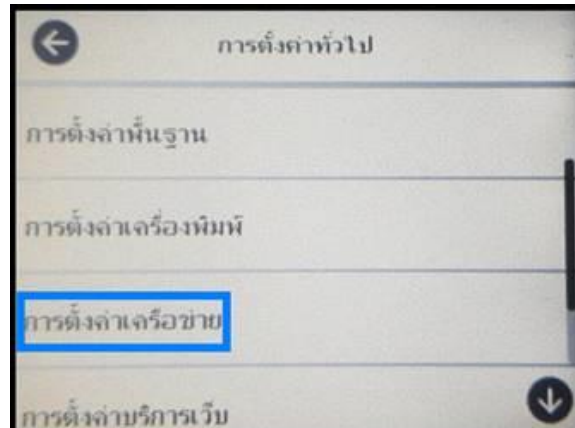 การตั้งค่าทั่วไป
การตั้งค่าพื้นฐาน
การตั้งค่าเครื่องพิมพ์
การตั้งค่าเครือข่าย
การตั้งค่าบริการเว็บ